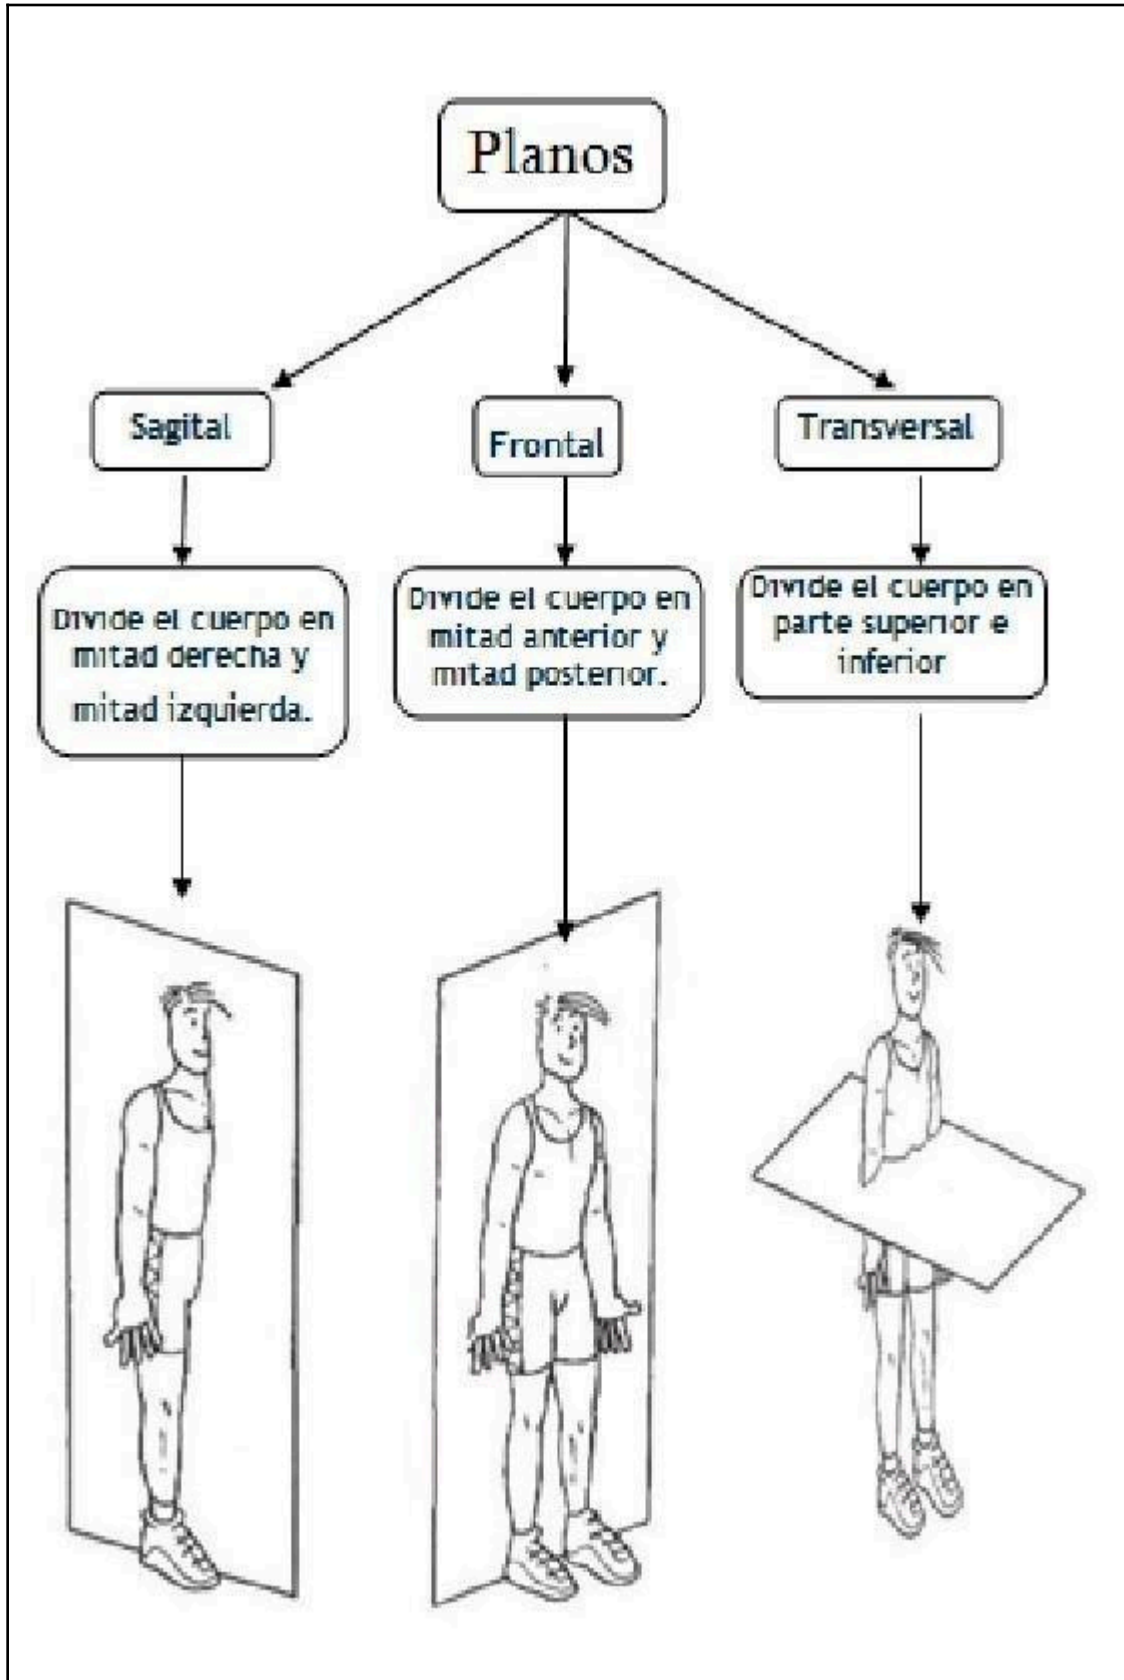 Planos
Sagital
Frontal
Transversal
Divide el cuerpo en
mitad derecha y
mitad izquierda.
Divide el cuerpo en
mitad anterior y
mitad posterior.
Divide el cuerpo en
parte superior e
inferior